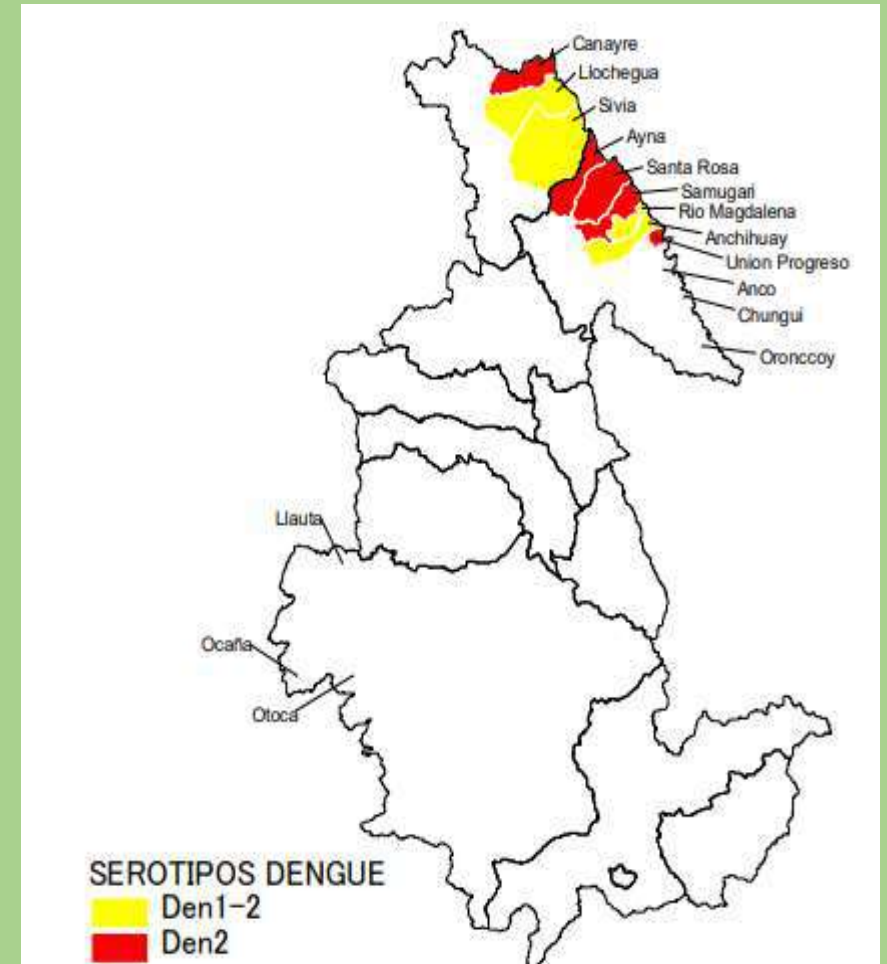 Canayre
Llochegua
Sivia
Ayna
Santa Rosa
Samugari
Rio Magdalena
Anchihuay
Union Progreso
Anco
Chungui
Oronccoy
Llauta
Ocaña
Otoca
SEROTIPOS DENGUE
Den1-2
Den2